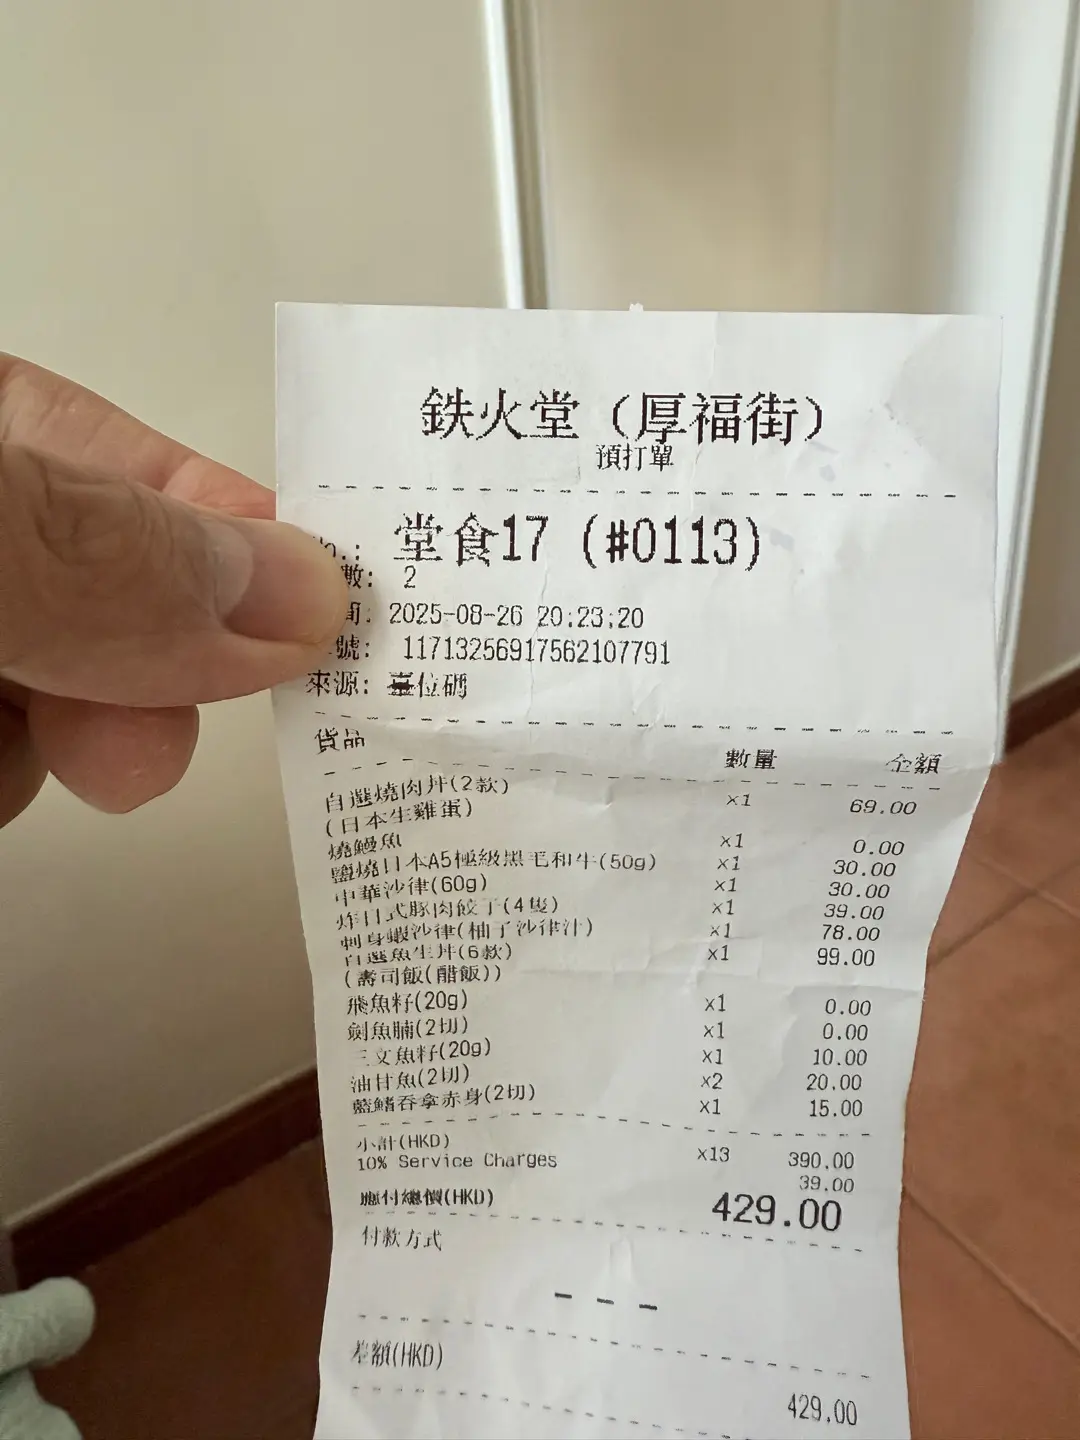 鉄火堂（厚福街）
預打單
堂食17 (#0113)
數: 2
間: 2025-08-26 20:23:20
號: 11713256917562107791
來源: 臺位碼
貨品 數量 金額
自選燒肉丼(2款) x1 69.00
(日本生雞蛋)
燒鰻魚 x1 0.00
鹽燒日本A5極級黑毛和牛(50g) x1 30.00
中華沙律(60g) x1 30.00
炸日式豚肉餃子(4隻) x1 39.00
刺身蝦沙律(柚子沙律汁) x1 78.00
自選魚生丼(6款) x1 99.00
(壽司飯(醋飯))
飛魚籽(20g) x1 0.00
劍魚腩(2切) x1 0.00
三文魚籽(20g) x1 10.00
油甘魚(2切) x2 20.00
藍鰭吞拿赤身(2切) x1 15.00
小計(HKD) x13 390.00
10% Service Charges 39.00
應付總價(HKD) 429.00
付款方式
---
差額(HKD)
429.00